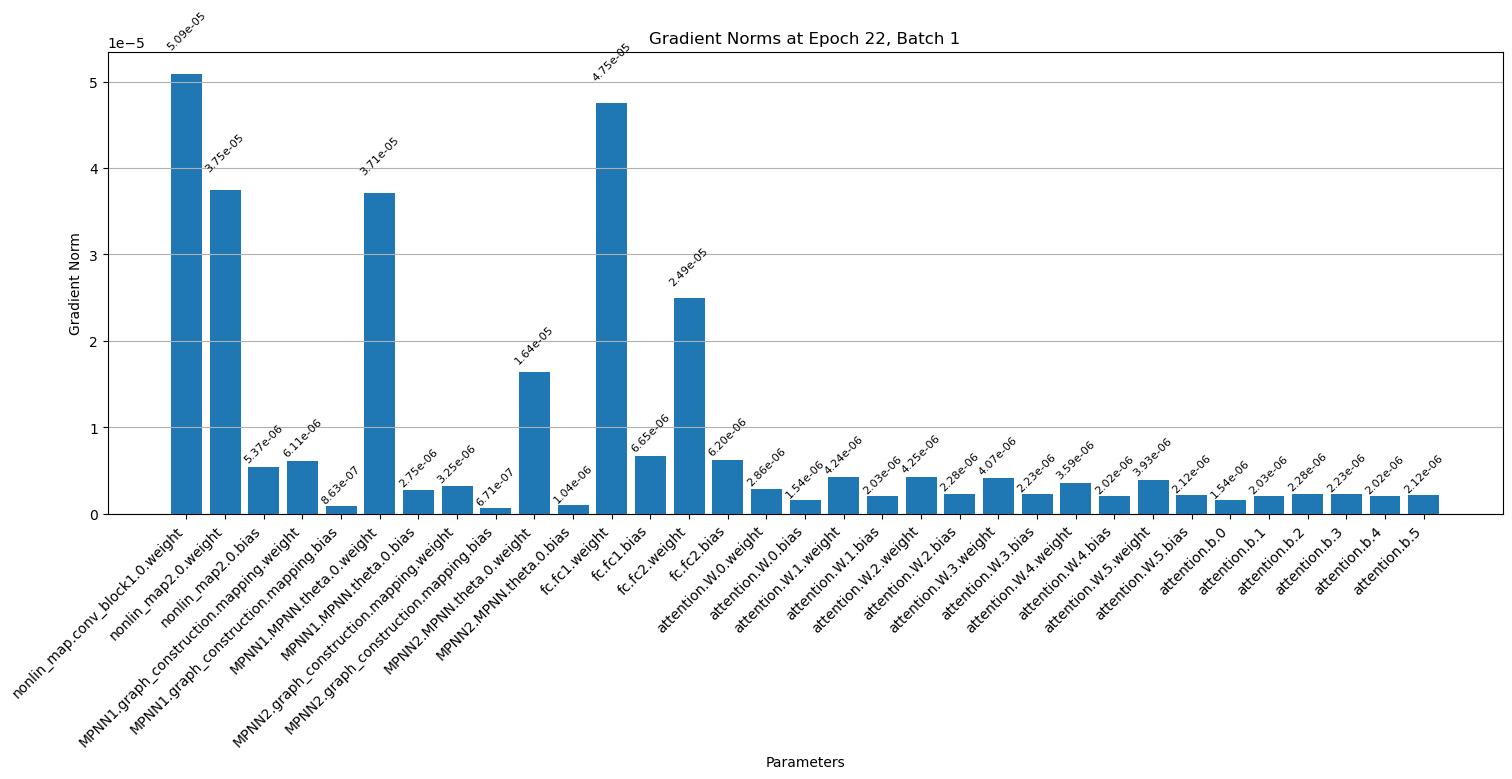 Gradient Norms at Epoch 22, Batch 1
1e−5
Gradient Norm
5
4
3
2
1
0
5.09e-05
3.75e-05
5.37e-06
6.11e-06
8.63e-07
3.71e-05
2.75e-06
3.25e-06
6.71e-07
1.64e-05
1.04e-06
4.75e-05
6.65e-06
2.49e-05
6.20e-06
2.86e-06
1.54e-06
4.24e-06
2.03e-06
4.25e-06
2.28e-06
4.07e-06
2.23e-06
3.59e-06
2.02e-06
3.93e-06
2.12e-06
1.54e-06
2.03e-06
2.28e-06
2.23e-06
2.02e-06
2.12e-06
nonlin_map.conv_block1.0.weight
nonlin_map2.0.weight
nonlin_map2.0.bias
MPNN1.graph_construction.mapping.weight
MPNN1.graph_construction.mapping.bias
MPNN1.MPNN.theta.0.weight
MPNN1.MPNN.theta.0.bias
MPNN2.graph_construction.mapping.weight
MPNN2.graph_construction.mapping.bias
MPNN2.MPNN.theta.0.weight
MPNN2.MPNN.theta.0.bias
fc.fc1.weight
fc.fc1.bias
fc.fc2.weight
fc.fc2.bias
attention.W.0.weight
attention.W.0.bias
attention.W.1.weight
attention.W.1.bias
attention.W.2.weight
attention.W.2.bias
attention.W.3.weight
attention.W.3.bias
attention.W.4.weight
attention.W.4.bias
attention.W.5.weight
attention.W.5.bias
attention.b.0
attention.b.1
attention.b.2
attention.b.3
attention.b.4
attention.b.5
Parameters